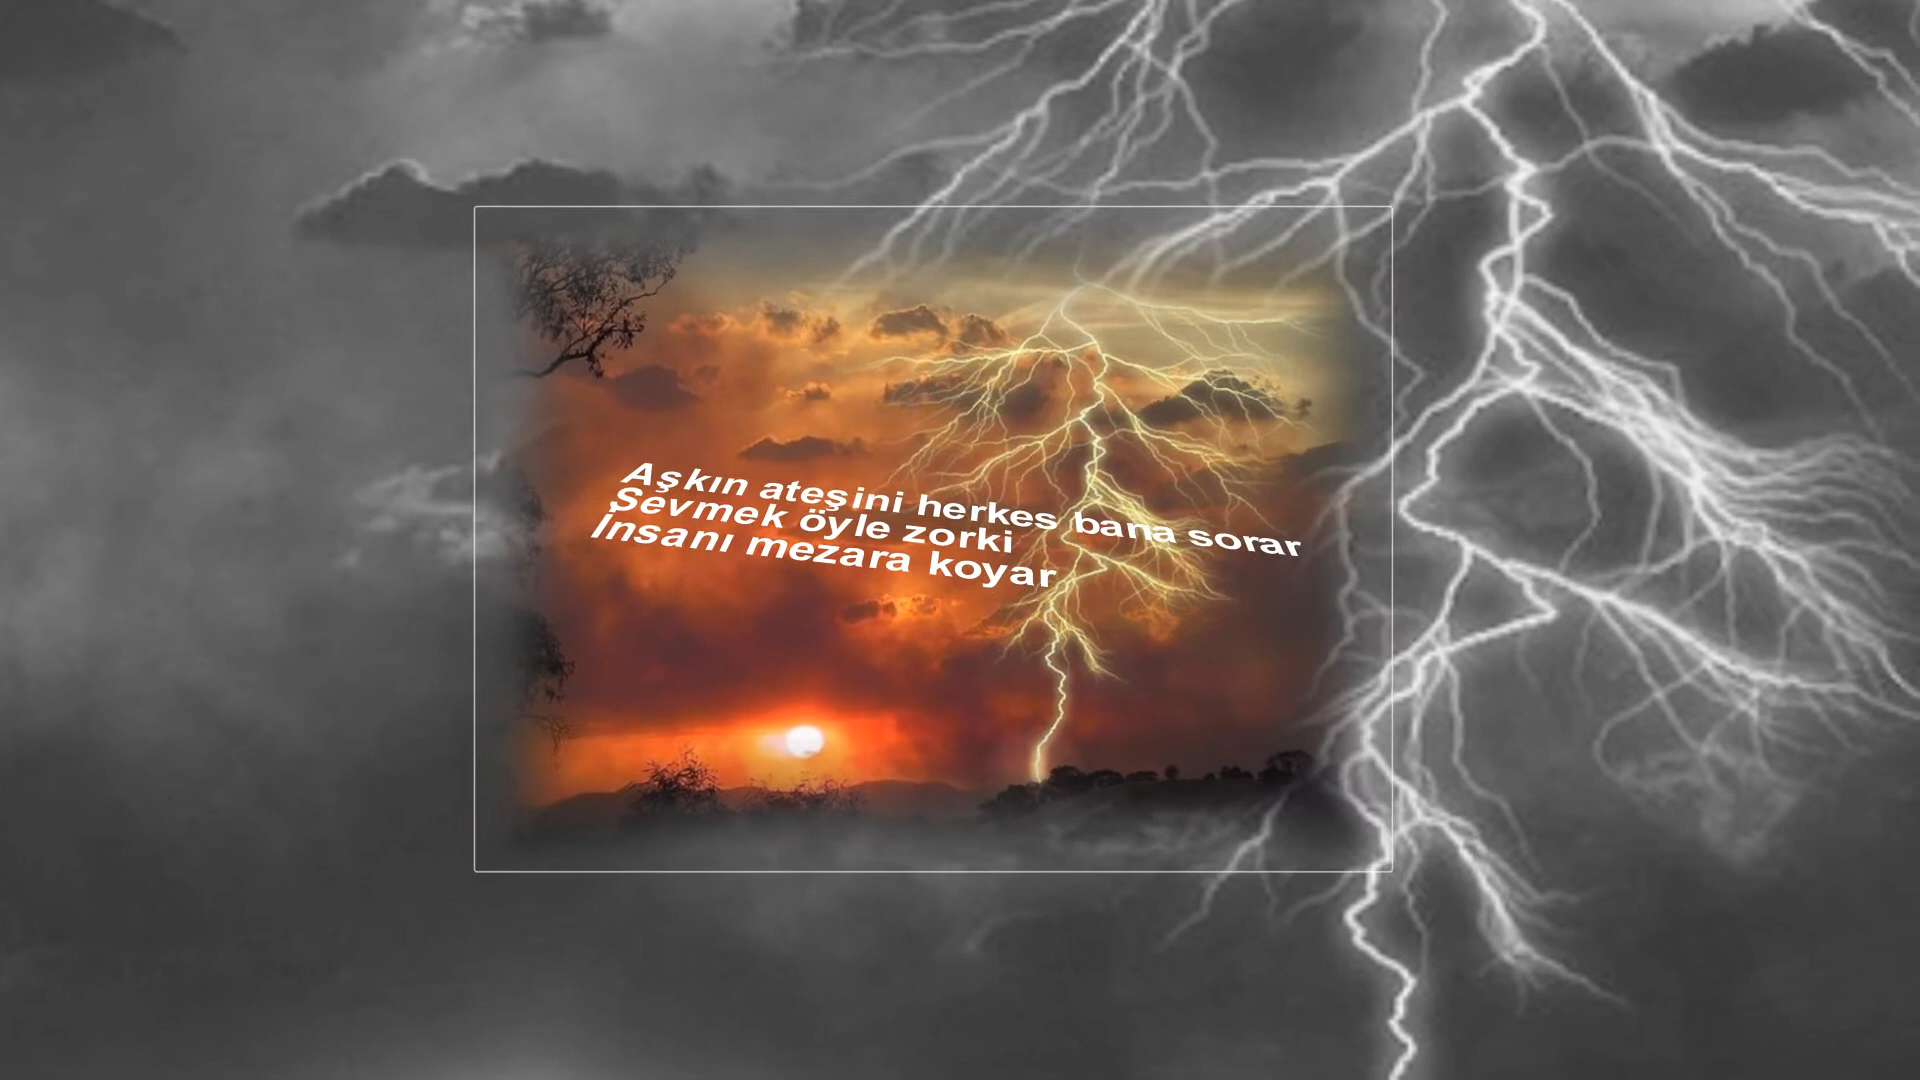 Aşkın ateşini herkes bana sorar
Sevmek öyle zorki
İnsanı mezara koyar